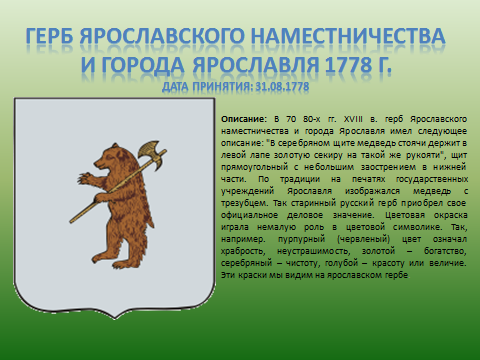 ГЕРБ ЯРОСЛАВСКОГО НАМЕСТНИЧЕСТВА
И ГОРОДА ЯРОСЛАВЛЯ 1778 Г.
ДАТА ПРИНЯТИЯ: 31.08.1778
Описание: В 70 80-х гг. XVIII в. герб Ярославского
наместничества и города Ярославля имел следующее
описание: "В серебряном щите медведь стоячи держит в
левой лапе золотую секиру на такой же рукояти", щит
прямоугольный с небольшим заострением в нижней
части. По традиции на печатях государственных
учреждений Ярославля изображался медведь с
трезубцем. Так старинный русский герб приобрел свое
официальное деловое значение. Цветовая окраска
играла немалую роль в цветовой символике. Так,
например. пурпурный (червленый) цвет означал
храбрость, неустрашимость, золотой – богатство,
серебряный – чистоту, голубой – красоту или величие.
Эти краски мы видим на ярославском гербе